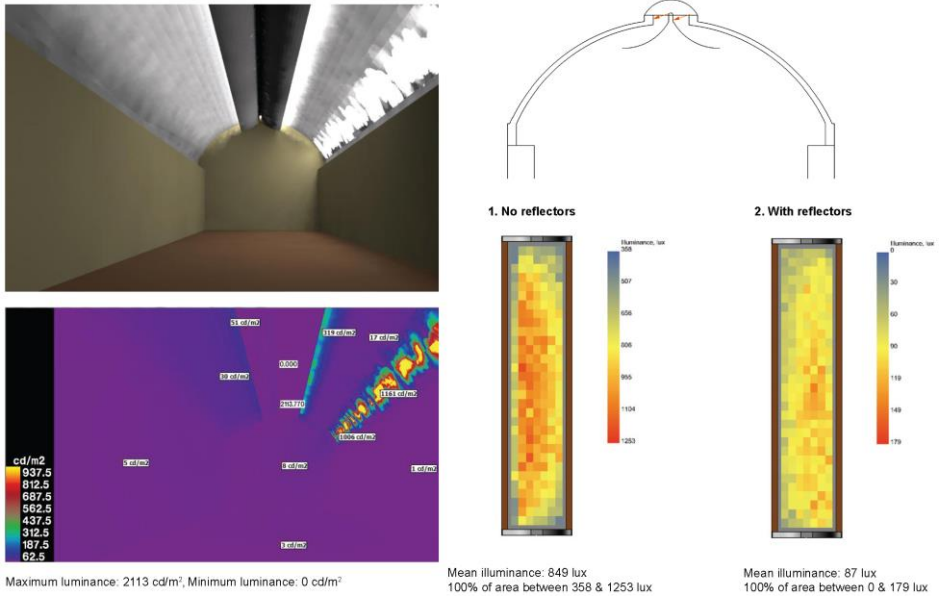 51 cd/m2
319 cd/m2
17 cd/m2
0.000
30 cd/m2
1161 cd/m2
1006 cd/m2
5 cd/m2
8 cd/m2
1 cd/m2
3 cd/m2
cd/m2
937.5
812.5
687.5
562.5
437.5
312.5
187.5
62.5
Maximum luminance: 2113 cd/m², Minimum luminance: 0 cd/m²
1. No reflectors
Illuminance, lux
358
507
656
806
955
1104
1253
Mean illuminance: 849 lux
100% of area between 358 & 1253 lux
2. With reflectors
Illuminance, lux
0
30
60
90
119
149
179
Mean illuminance: 87 lux
100% of area between 0 & 179 lux